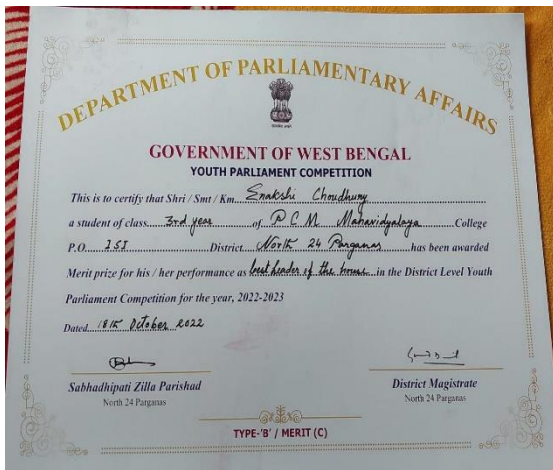 DEPARTMENT OF PARLIAMENTARY AFFAIRS
GOVERNMENT OF WEST BENGAL
YOUTH PARLIAMENT COMPETITION
This is to certify that Shri / Smt / Km. Enakshi Choudhury
a student of class 3rd year of P C M Mahavidyalaya College
P.O. ISI District North 24 Parganas has been awarded
Merit prize for his / her performance as best leader of the house in the District Level Youth
Parliament Competition for the year, 2022-2023
Dated 18th October 2022
Sabhadhipati Zilla Parishad
North 24 Parganas
District Magistrate
North 24 Parganas
TYPE-'B' / MERIT (C)